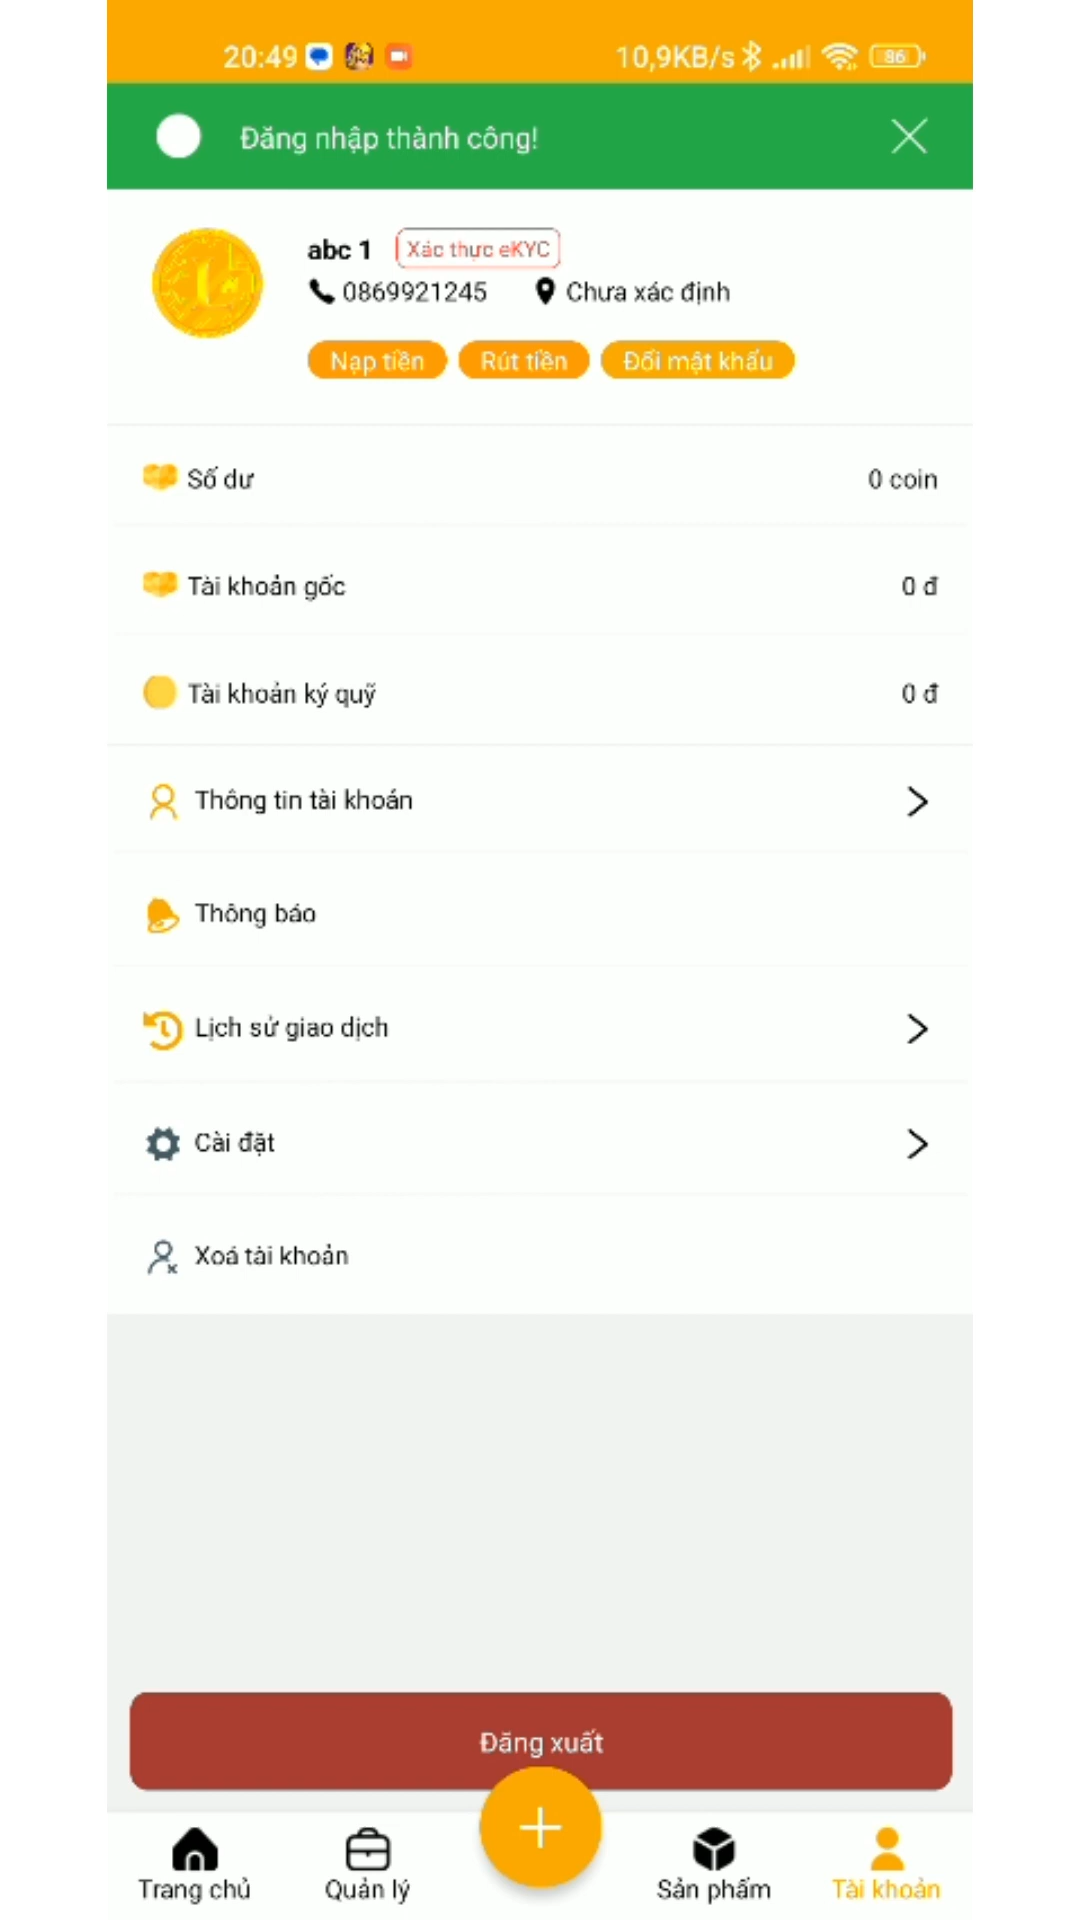 20:49 10,9KB/s 86
Đăng nhập thành công!
abc 1 Xác thực eKYC
0869921245 Chưa xác định
Nạp tiền Rút tiền Đổi mật khẩu
Số dư 0 coin
Tài khoản gốc 0 đ
Tài khoản ký quỹ 0 đ
Thông tin tài khoản
Thông báo
Lịch sử giao dịch
Cài đặt
Xoá tài khoản
Đăng xuất
Trang chủ Quản lý Sản phẩm Tài khoản